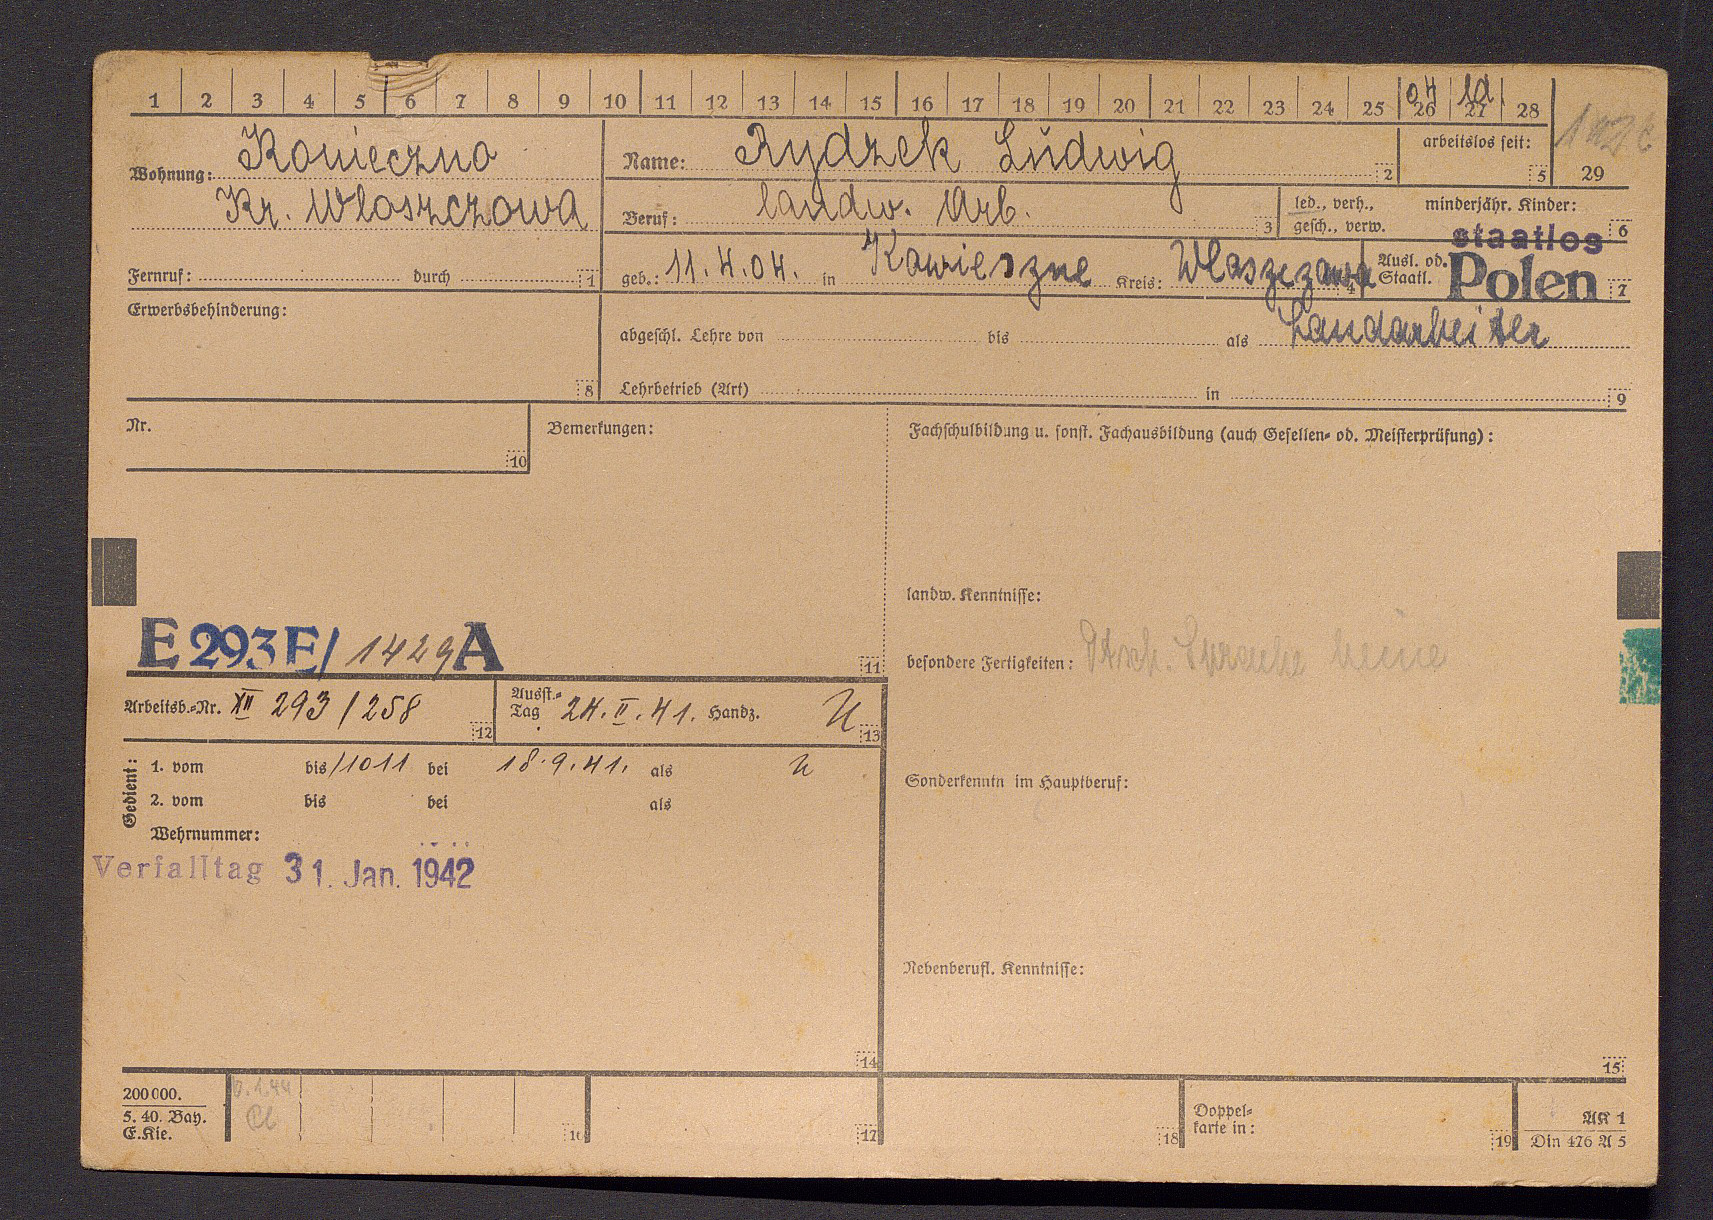 1 2 3 4 5 6 7 8 9 10 11 12 13 14 15 16 17 18 19 20 21 22 23 24 25 26 27 28
04 1a
Wohnung: Konieczno
Kr. Wloszczowa
Name: Rydzek Ludwig 2
arbeitslos seit: 5
29
Beruf: landw. Arb. 3
led., verh.,
gesch., verw.
minderjähr. Kinder: 6
Fernruf: durch 1
geb.: 11.4.04. in Kowieszne Kreis: Wloszczowa 4
Ausl. od.
Staatl.
staatlos
Polen 7
Erwerbsbehinderung: 8
abgeschl. Lehre von bis als Landarbeiter
Lehrbetrieb (Art) in 9
Nr. 10
Bemerkungen:
Fachschulbildung u. sonst. Fachausbildung (auch Gesellen- od. Meisterprüfung):
landw. Kenntnisse:
E 293 E/ 1429 A 11
besondere Fertigkeiten: Dtsch. Sprache keine
Arbeitsb.-Nr. XII 293/258 12
Ausst.-
Tag 24.II.41. Handz. 13
Gedient:
1. vom bis /1011 bei 18.9.41. als
2. vom bis bei als
Wehrnummer:
Sonderkenntn im Hauptberuf:
Verfalltag 31. Jan. 1942
Nebenberufl. Kenntnisse:
14
15
200000.
5. 40. Bay.
E.Kie.
16
17
18
Doppel-
karte in: 19
AK 1
Din 476 A 5